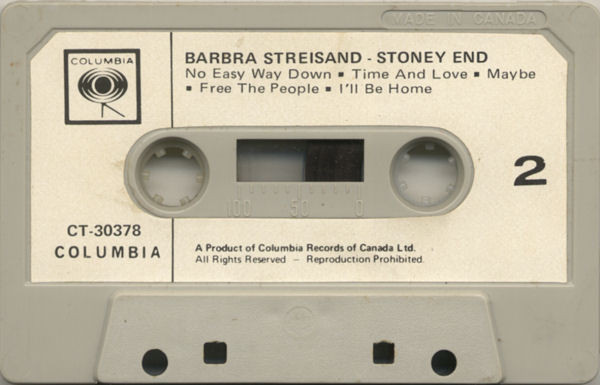 MADE IN CANADA
COLUMBIA
BARBRA STREISAND - STONEY END
No Easy Way Down ▪ Time And Love ▪ Maybe
▪ Free The People ▪ I'll Be Home
2
100 50 0
CT-30378
COLUMBIA
A Product of Columbia Records of Canada Ltd.
All Rights Reserved – Reproduction Prohibited.